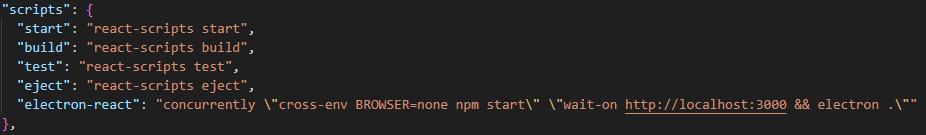 "scripts": {
"start": "react-scripts start",
"build": "react-scripts build",
"test": "react-scripts test",
"eject": "react-scripts eject",
"electron-react": "concurrently \"cross-env BROWSER=none npm start\" \"wait-on http://localhost:3000 && electron .\""
},